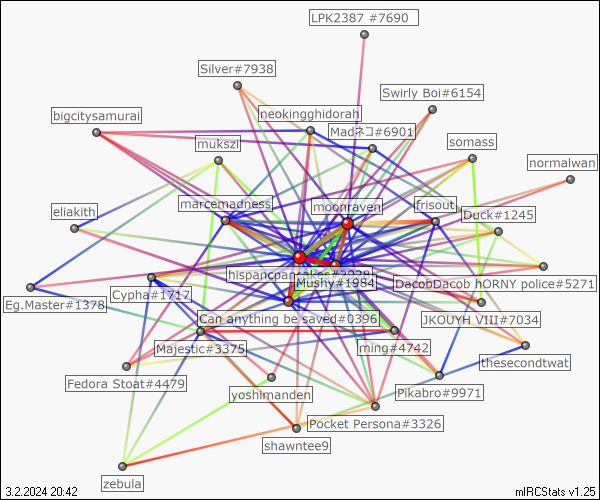 LPK2387 #7690
Silver#7938
Swirly Boi#6154
bigcitysamurai
neokingghidorah
Madネコ#6901
mukszi
somass
normalwan
eliakith
marcemadness
moonraven
frisout
Duck#1245
hispancpancakes#2028
Mushy#1984
DacobDacob hORNY police#5271
Eg.Master#1378
Cypha#1717
Can anything be saved#0396
JKOUYH_VIII#7034
Majestic#3375
ming#4742
thesecondtwat
Fedora Stoat#4479
yoshimanden
Pikabro#9971
Pocket Persona#3326
shawntee9
zebula
3.2.2024 20:42
mIRCStats v1.25